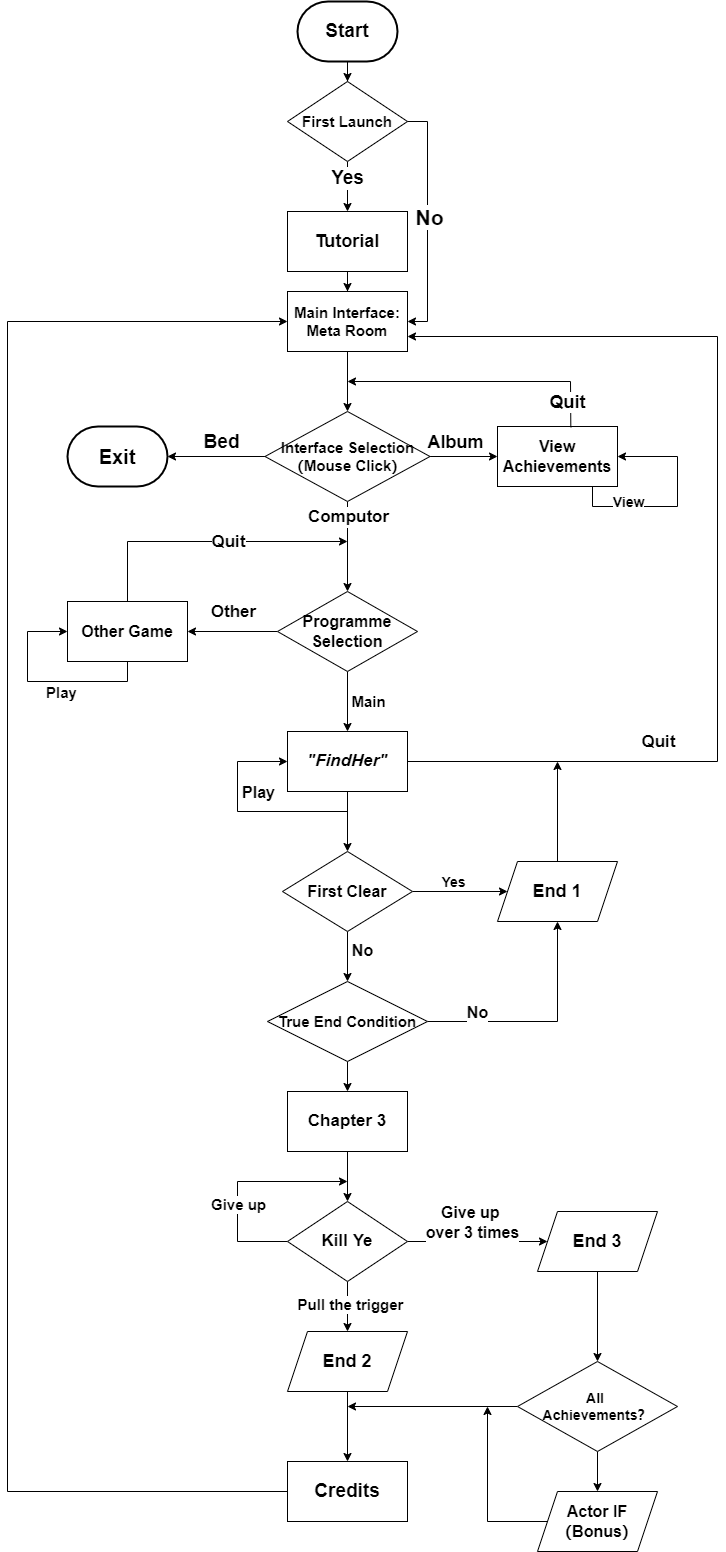 Start
First Launch
Yes
No
Tutorial
Main Interface:
Meta Room
Quit
Bed
Interface Selection
(Mouse Click)
Album
View
Achievements
Exit
View
Computor
Quit
Other
Programme
Selection
Other Game
Play
Main
Quit
"FindHer"
Play
First Clear
Yes
End 1
No
True End Condition
No
Chapter 3
Give up
Give up
over 3 times
Kill Ye
End 3
Pull the trigger
End 2
All
Achievements?
Credits
Actor IF
(Bonus)